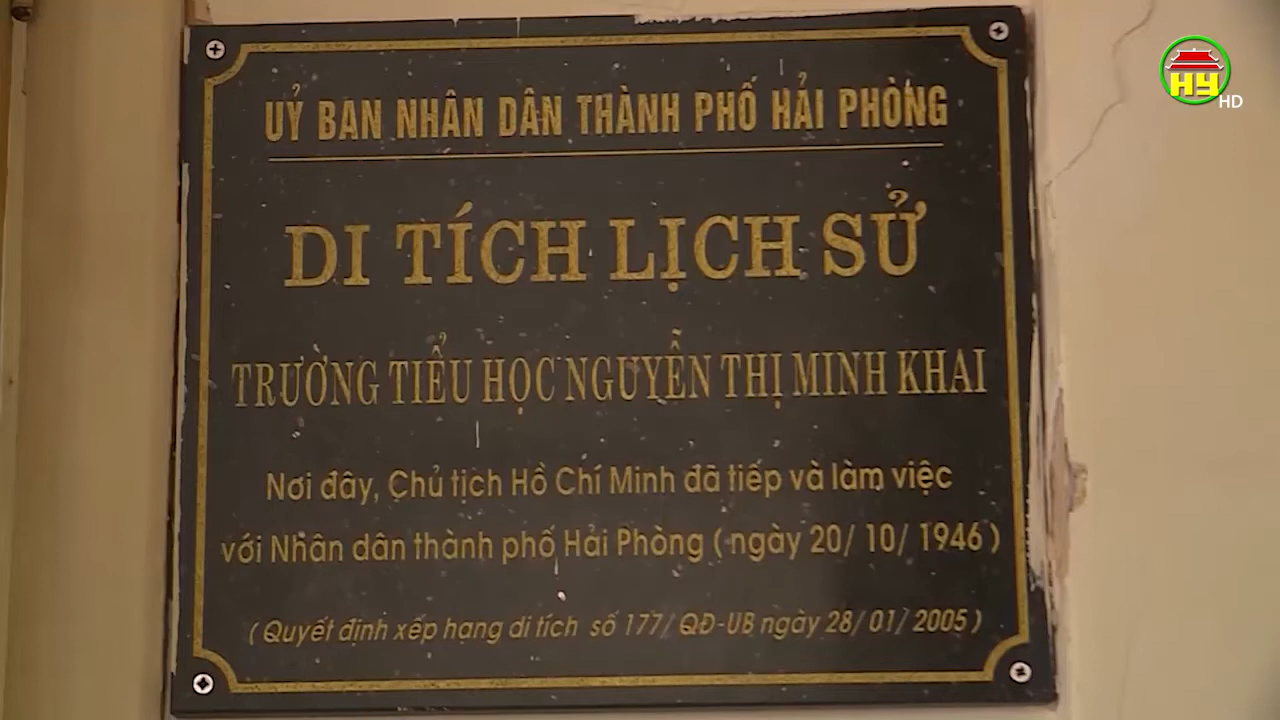 HY
HD
UỶ BAN NHÂN DÂN THÀNH PHỐ HẢI PHÒNG
DI TÍCH LỊCH SỬ
TRƯỜNG TIỂU HỌC NGUYỄN THỊ MINH KHAI
Nơi đây, Chủ tịch Hồ Chí Minh đã tiếp và làm việc
với Nhân dân thành phố Hải Phòng ( ngày 20/ 10/ 1946 )
( Quyết định xếp hạng di tích số 177/ QĐ-UB ngày 28/ 01/ 2005 )